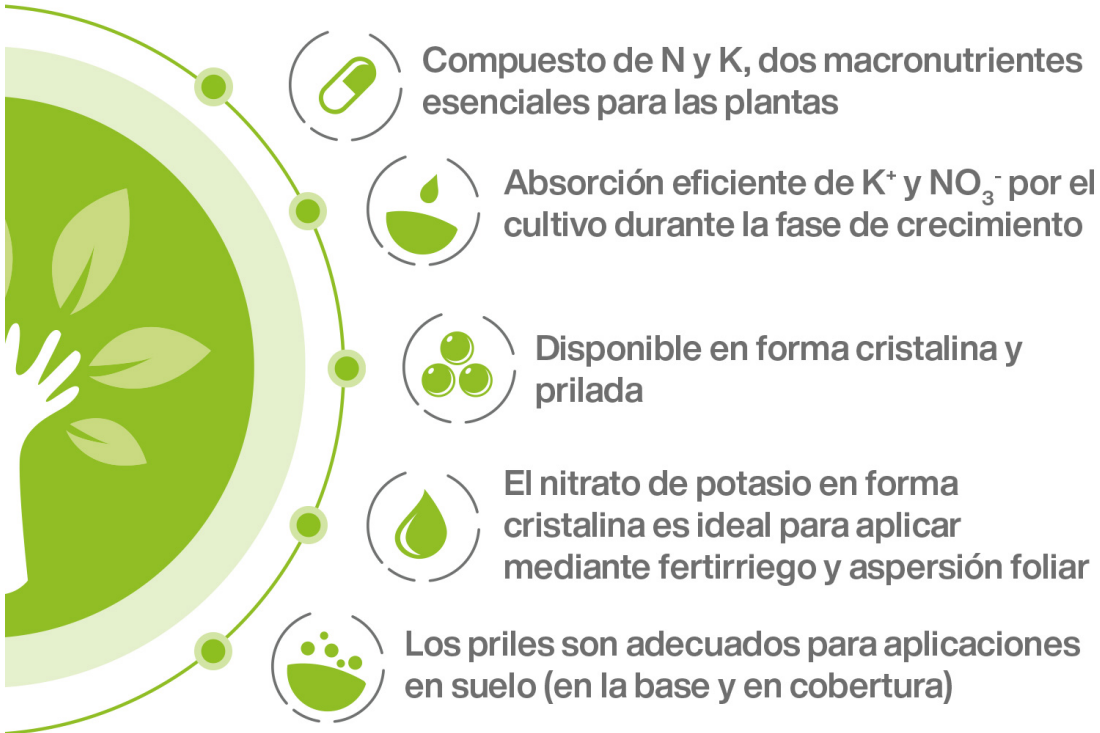 Compuesto de N y K, dos macronutrientes
esenciales para las plantas
Absorción eficiente de K⁺ y NO₃⁻ por el
cultivo durante la fase de crecimiento
Disponible en forma cristalina y
prilada
El nitrato de potasio en forma
cristalina es ideal para aplicar
mediante fertirriego y aspersión foliar
Los priles son adecuados para aplicaciones
en suelo (en la base y en cobertura)